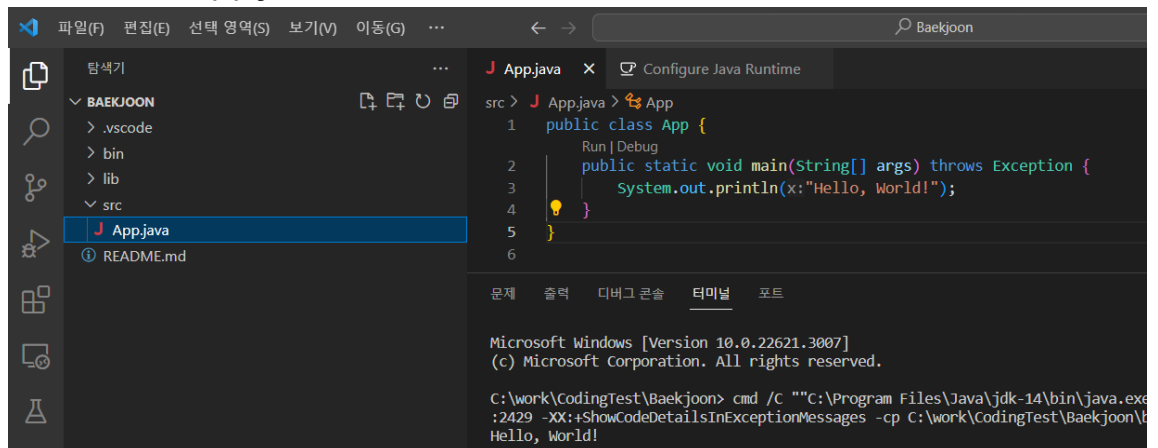 파일(F) 편집(E) 선택 영역(S) 보기(V) 이동(G) ··· Baekjoon
탐색기 ···
BAEKJOON
> .vscode
> bin
> lib
src
J App.java
README.md
J App.java × Configure Java Runtime
src > J App.java > App
1 public class App {
Run | Debug
2 public static void main(String[] args) throws Exception {
3 System.out.println(x:"Hello, World!");
4 }
5 }
6
문제 출력 디버그 콘솔 터미널 포트
Microsoft Windows [Version 10.0.22621.3007]
(c) Microsoft Corporation. All rights reserved.
C:\work\CodingTest\Baekjoon> cmd /C ""C:\Program Files\Java\jdk-14\bin\java.exe
:2429 -XX:+ShowCodeDetailsInExceptionMessages -cp C:\work\CodingTest\Baekjoon\b
Hello, World!